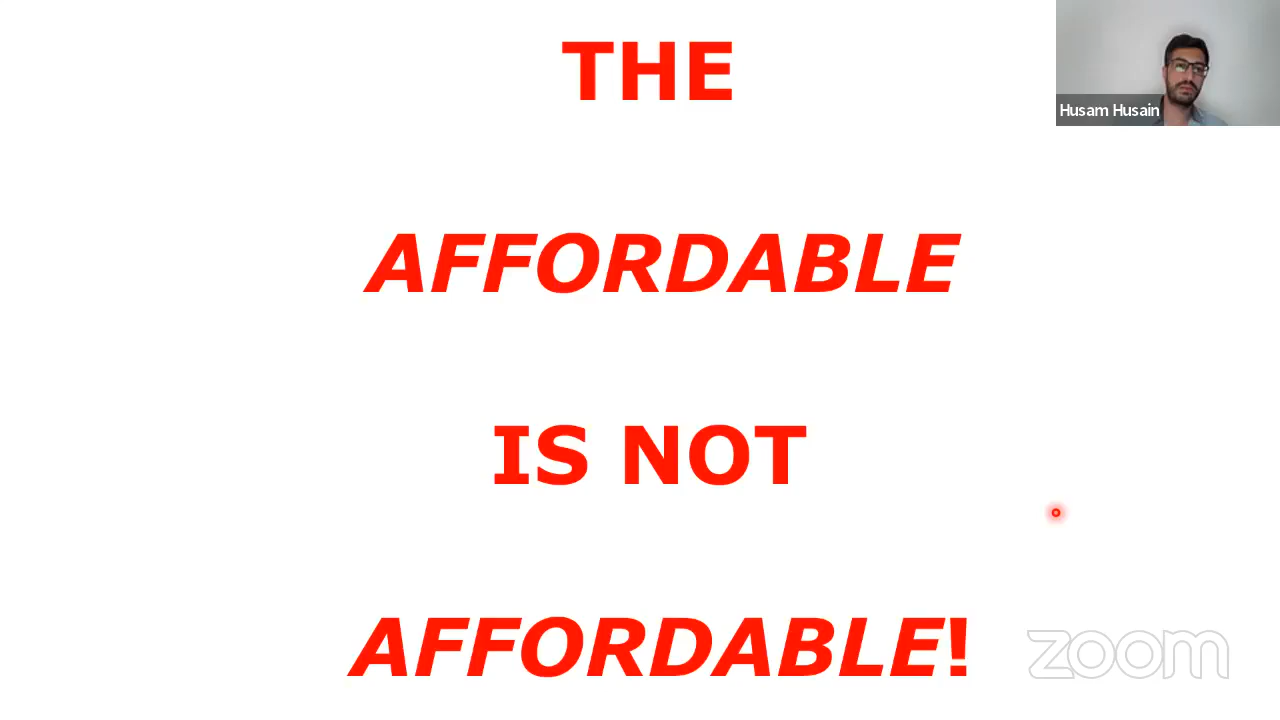 THE
Husam Husain
AFFORDABLE
IS NOT
AFFORDABLE!
zoom